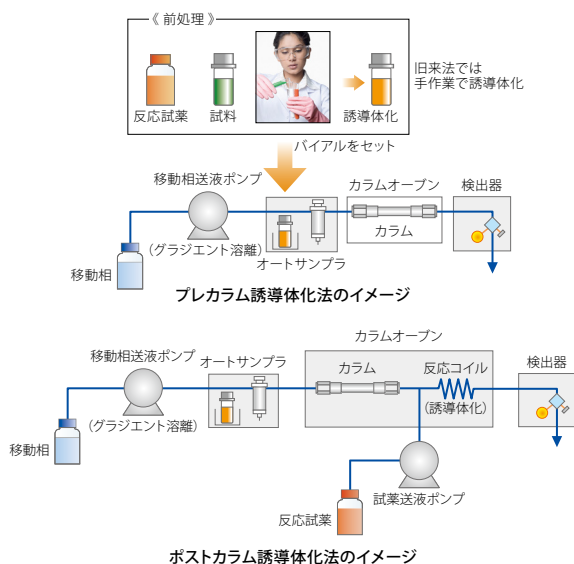 《 前処理 》
反応試薬
試料
誘導体化
旧来法では
手作業で誘導体化
バイアルをセット
移動相送液ポンプ
カラムオーブン
検出器
カラム
(グラジエント溶離)
オートサンプラ
移動相
プレカラム誘導体化法のイメージ
カラムオーブン
移動相送液ポンプ
オートサンプラ
カラム
反応コイル
検出器
(誘導体化)
(グラジエント溶離)
移動相
試薬送液ポンプ
反応試薬
ポストカラム誘導体化法のイメージ